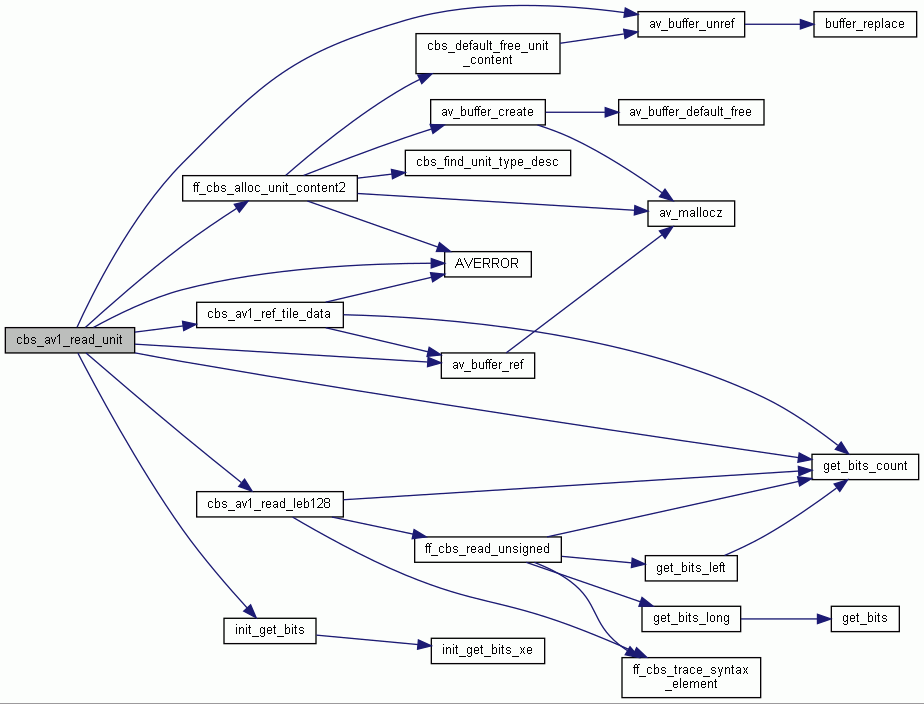 av_buffer_unref
buffer_replace
cbs_default_free_unit
_content
av_buffer_create
av_buffer_default_free
cbs_find_unit_type_desc
ff_cbs_alloc_unit_content2
av_mallocz
AVERROR
cbs_av1_ref_tile_data
cbs_av1_read_unit
av_buffer_ref
get_bits_count
cbs_av1_read_leb128
ff_cbs_read_unsigned
get_bits_left
get_bits_long
get_bits
init_get_bits
init_get_bits_xe
ff_cbs_trace_syntax
_element